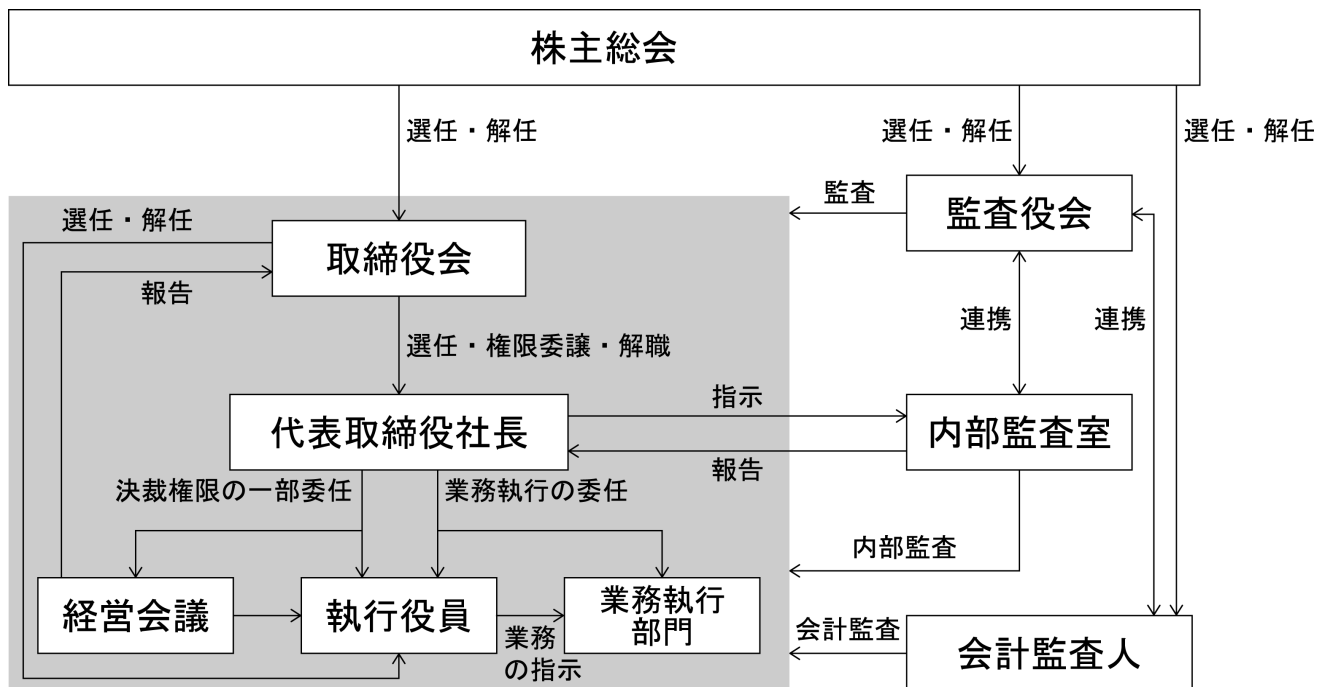 株主総会
選任・解任
選任・解任
選任・解任
監査
監査役会
選任・解任
取締役会
報告
連携
連携
選任・権限委譲・解職
指示
代表取締役社長
内部監査室
報告
決裁権限の一部委任
業務執行の委任
内部監査
経営会議
執行役員
業務執行
部門
業務
の指示
会計監査
会計監査人